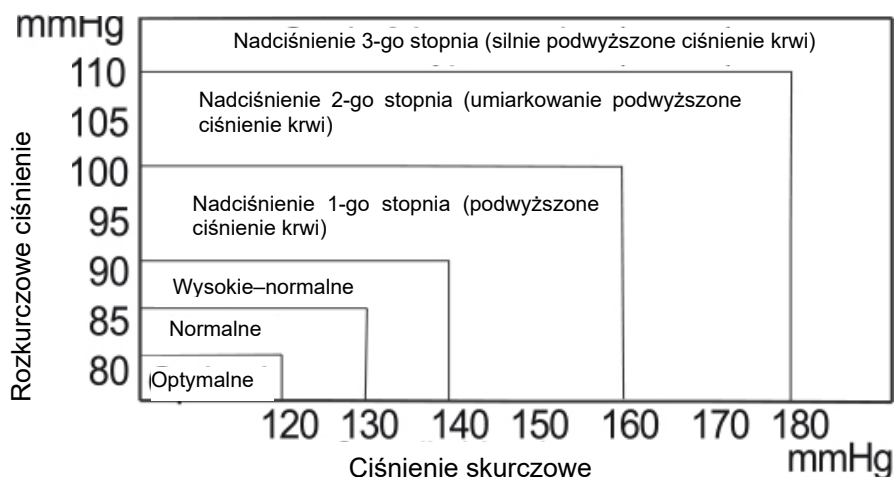 mmHg
Nadciśnienie 3-go stopnia (silnie podwyższone ciśnienie krwi)
110
Nadciśnienie 2-go stopnia (umiarkowanie podwyższone
ciśnienie krwi)
105
100
Nadciśnienie 1-go stopnia (podwyższone
ciśnienie krwi)
95
90
Wysokie–normalne
85
Normalne
80
Optymalne
Rozkurczowe ciśnienie
120 130 140 150 160 170 180
Ciśnienie skurczowe
mmHg